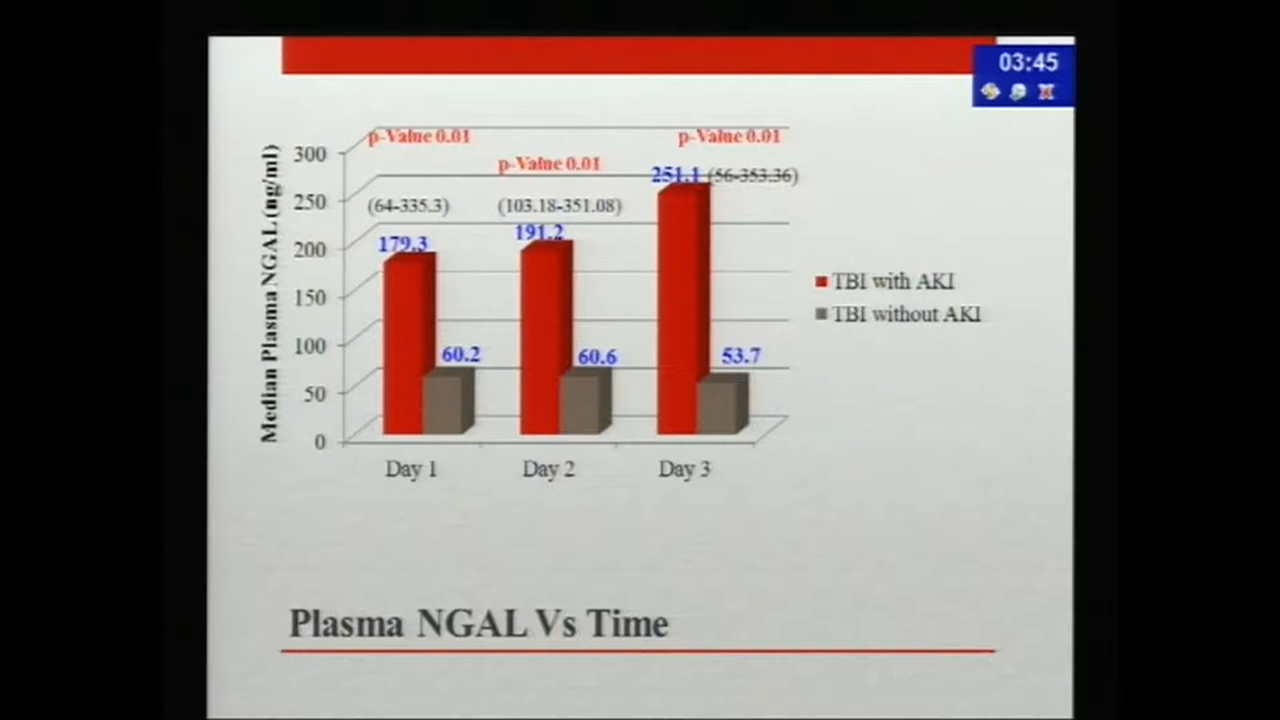 03:45
p-Value 0.01
p-Value 0.01
p-Value 0.01
251.1 (56-353.36)
(64-335.3)
(103.18-351.08)
179.3
191.2
60.2
60.6
53.7
Median Plasma NGAL (ng/ml)
300
250
200
150
100
50
0
Day 1
Day 2
Day 3
TBI with AKI
TBI without AKI
Plasma NGAL Vs Time